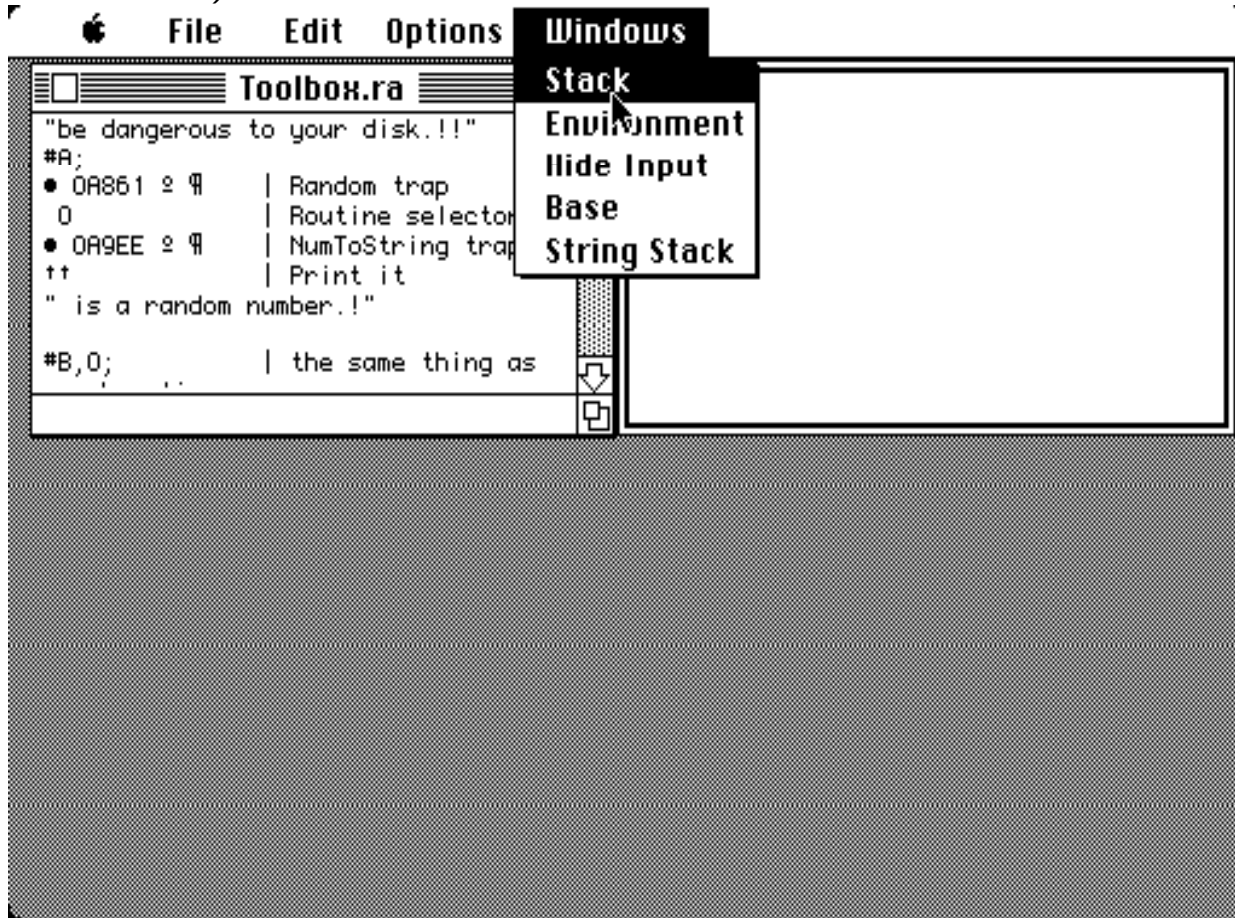 File Edit Options Windows
Toolbox.ra
Stack
Environment
Hide Input
Base
String Stack
"be dangerous to your disk.!!"
#A;
● 0A861 º ¶ | Random trap
0 | Routine selector
● 0A9EE º ¶ | NumToString trap
↑↑ | Print it
" is a random number.!"
#B,0; | the same thing as